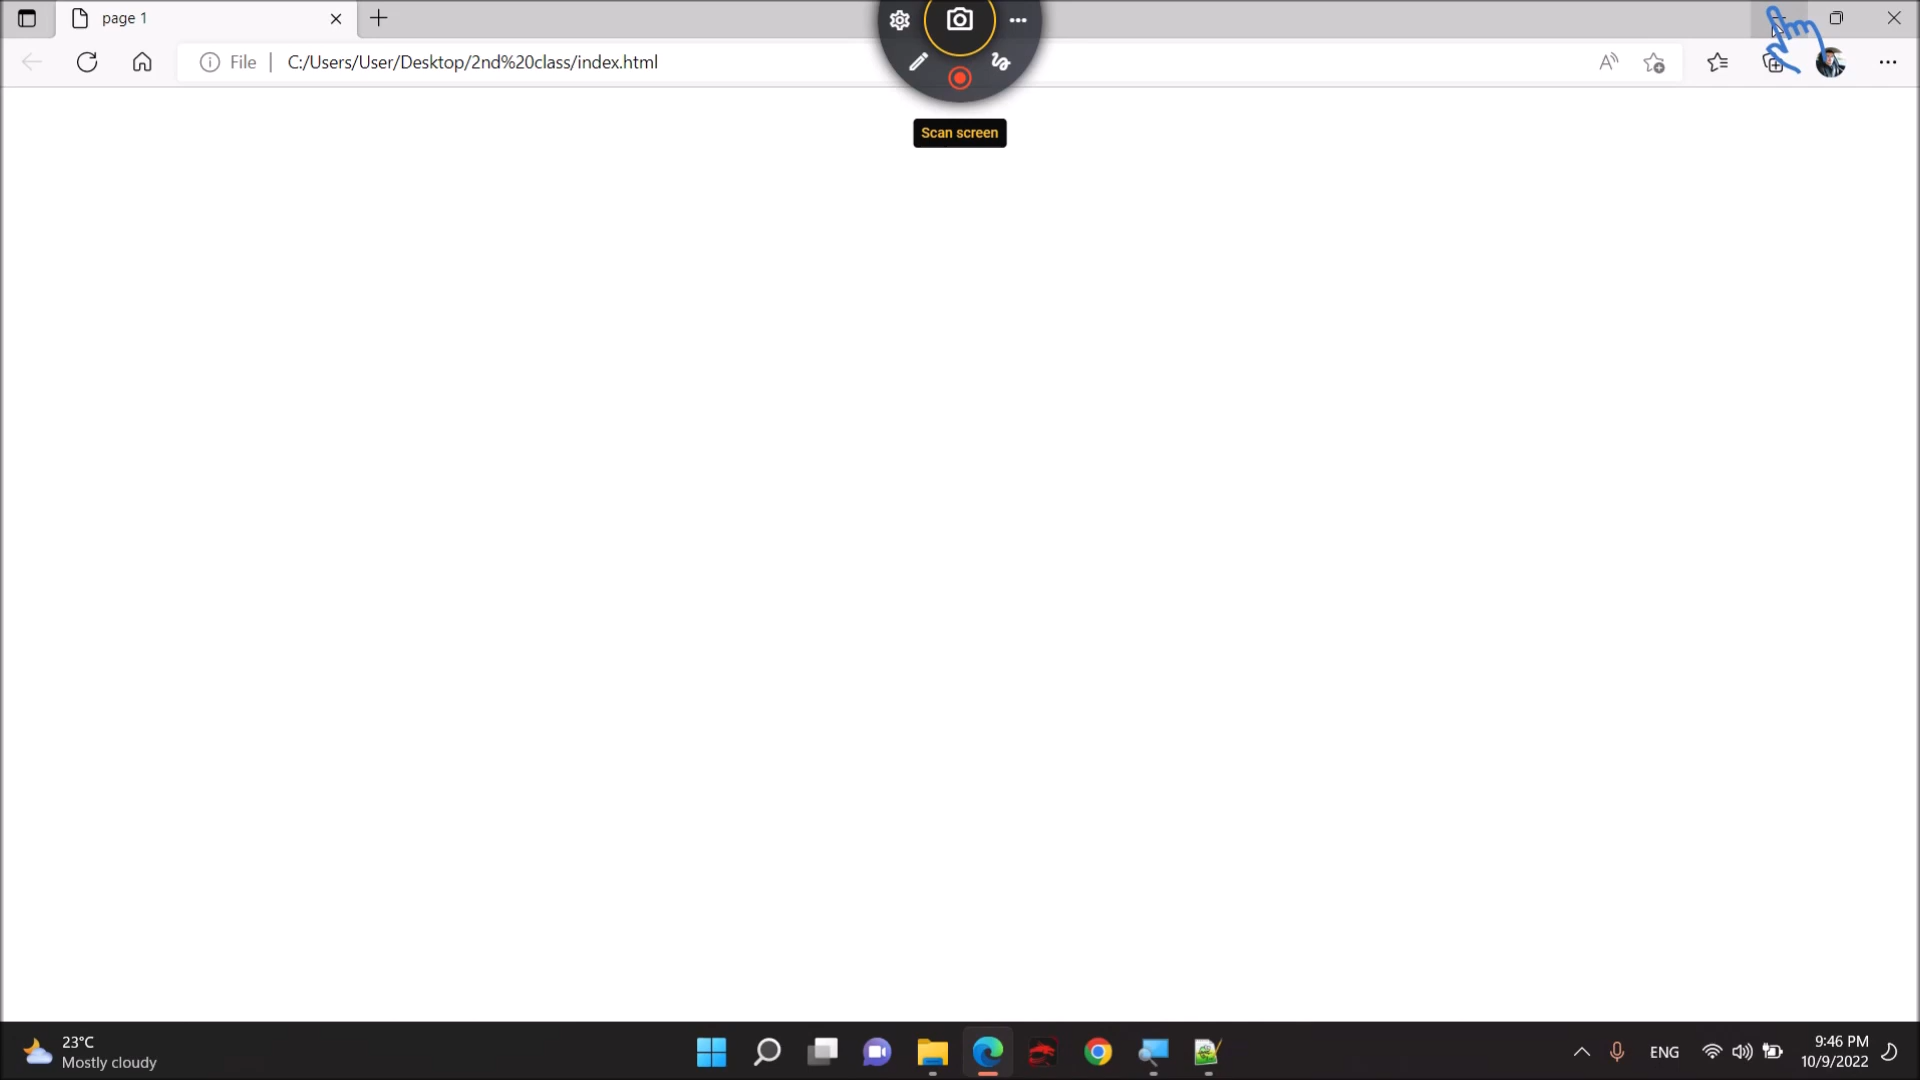 page 1
File
C:/Users/User/Desktop/2nd%20class/index.html
Scan screen
23°C
Mostly cloudy
ENG
9:46 PM
10/9/2022